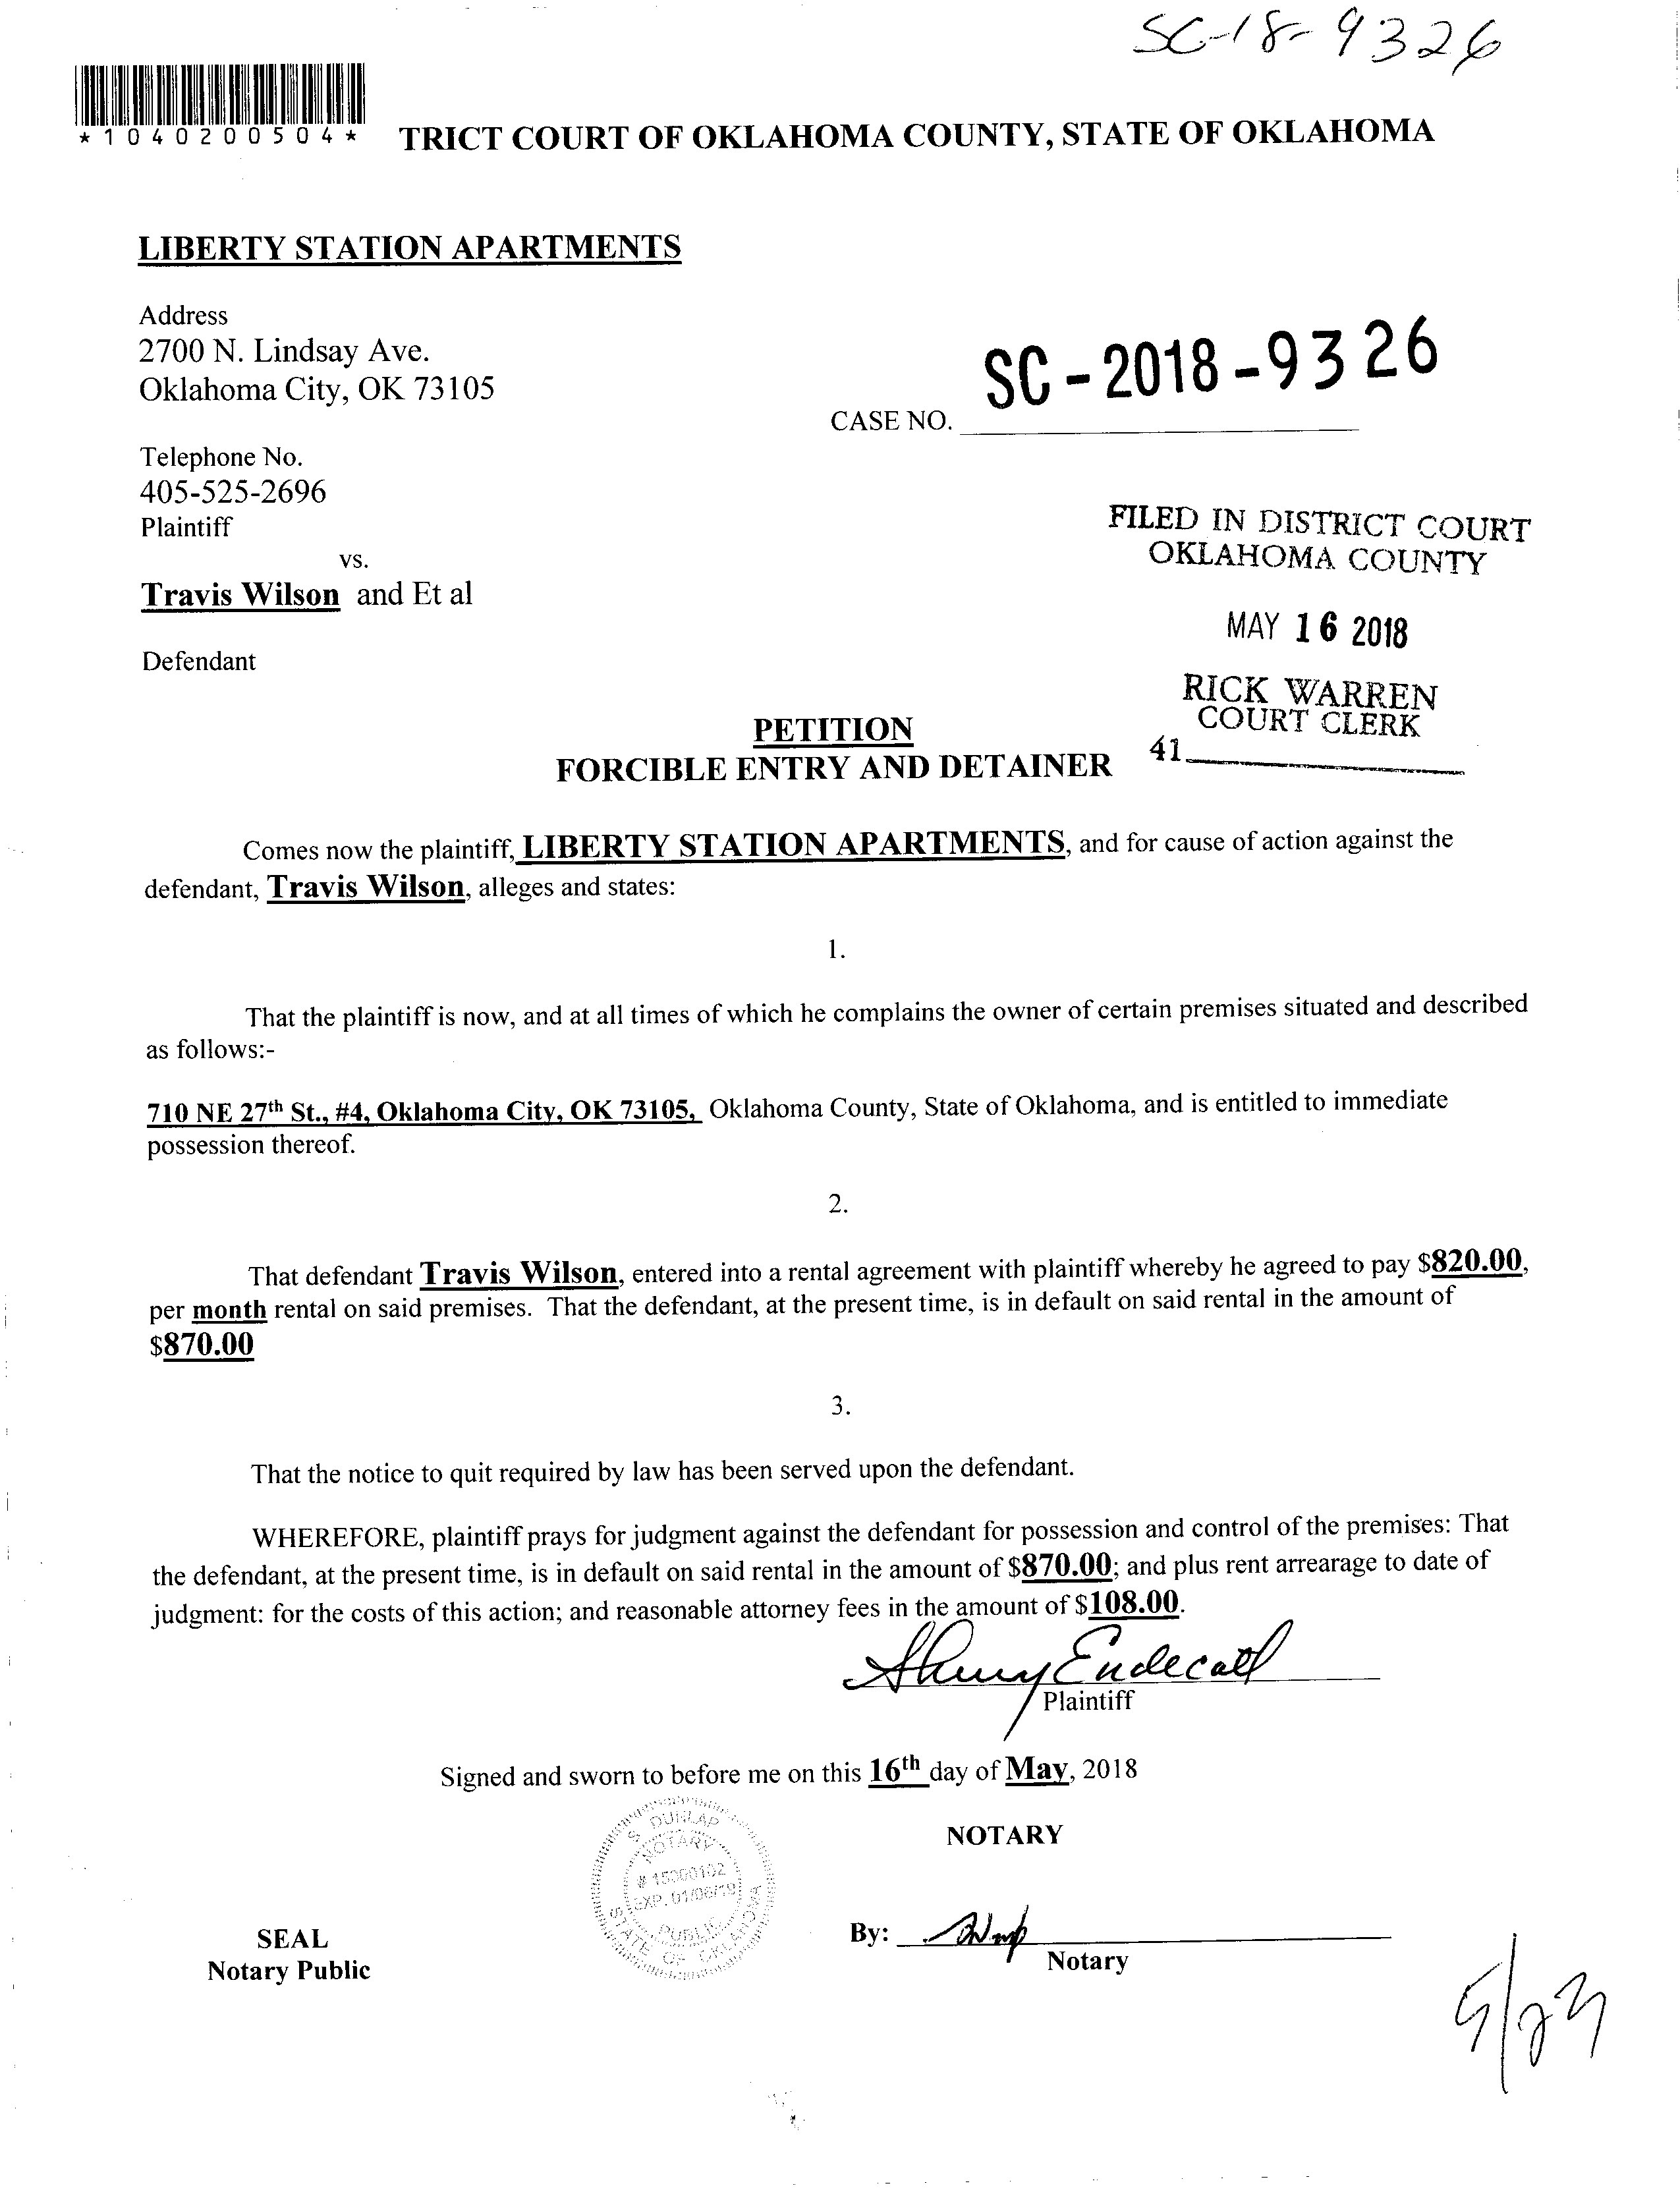 SC-18-9326
*1040200504*
TRICT COURT OF OKLAHOMA COUNTY, STATE OF OKLAHOMA
LIBERTY STATION APARTMENTS
Address
2700 N. Lindsay Ave.
Oklahoma City, OK 73105
SC-2018-9326
CASE NO.
Telephone No.
405-525-2696
Plaintiff
vs.
Travis Wilson and Et al
Defendant
FILED IN DISTRICT COURT
OKLAHOMA COUNTY
MAY 16 2018
RICK WARREN
COURT CLERK
41
PETITION
FORCIBLE ENTRY AND DETAINER
Comes now the plaintiff, LIBERTY STATION APARTMENTS, and for cause of action against the
defendant, Travis Wilson, alleges and states:
1.
That the plaintiff is now, and at all times of which he complains the owner of certain premises situated and described
as follows:-
710 NE 27th St., #4, Oklahoma City, OK 73105, Oklahoma County, State of Oklahoma, and is entitled to immediate
possession thereof.
2.
That defendant Travis Wilson, entered into a rental agreement with plaintiff whereby he agreed to pay $820.00,
per month rental on said premises. That the defendant, at the present time, is in default on said rental in the amount of
$870.00
3.
That the notice to quit required by law has been served upon the defendant.
WHEREFORE, plaintiff prays for judgment against the defendant for possession and control of the premises: That
the defendant, at the present time, is in default on said rental in the amount of $870.00; and plus rent arrearage to date of
judgment: for the costs of this action; and reasonable attorney fees in the amount of $108.00.
Plaintiff
Signed and sworn to before me on this 16th day of May, 2018
S DUNLAP
NOTARY
# 15000102
EXP. 01/06/19
PUBLIC
STATE OF OKLAHOMA
NOTARY
SEAL
Notary Public
By:
Notary
5/23